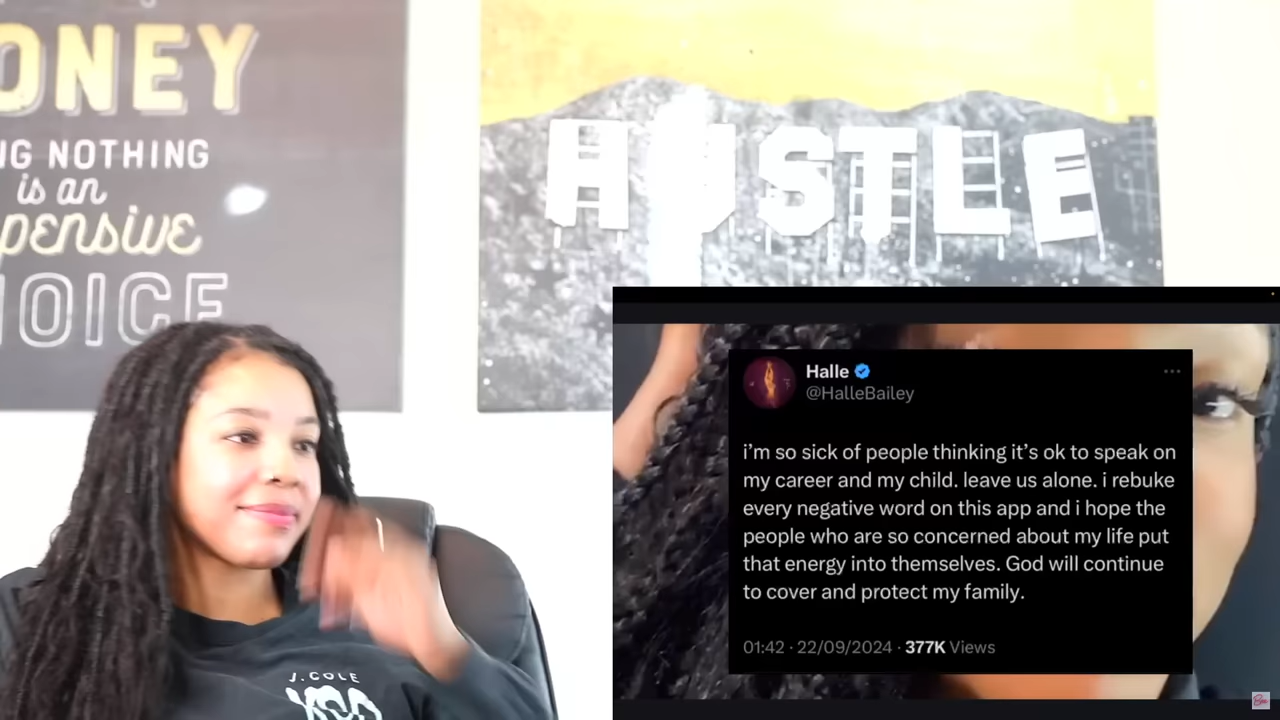 ONEY
NG NOTHING
is an
pensive
HOICE
HUSTLE
J.COLE
Halle
@HalleBailey
i’m so sick of people thinking it’s ok to speak on
my career and my child. leave us alone. i rebuke
every negative word on this app and i hope the
people who are so concerned about my life put
that energy into themselves. God will continue
to cover and protect my family.
01:42 · 22/09/2024 · 377K Views